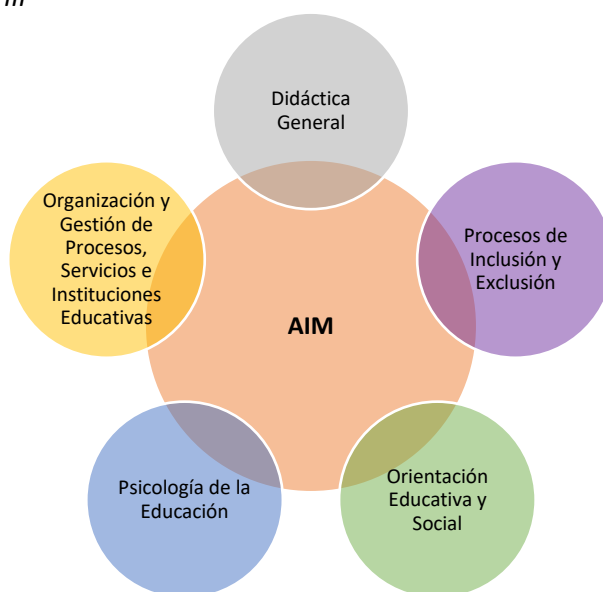 III
Didáctica
General
Organización y
Gestión de
Procesos,
Servicios e
Instituciones
Educativas
Procesos de
Inclusión y
Exclusión
AIM
Psicología de la
Educación
Orientación
Educativa y
Social